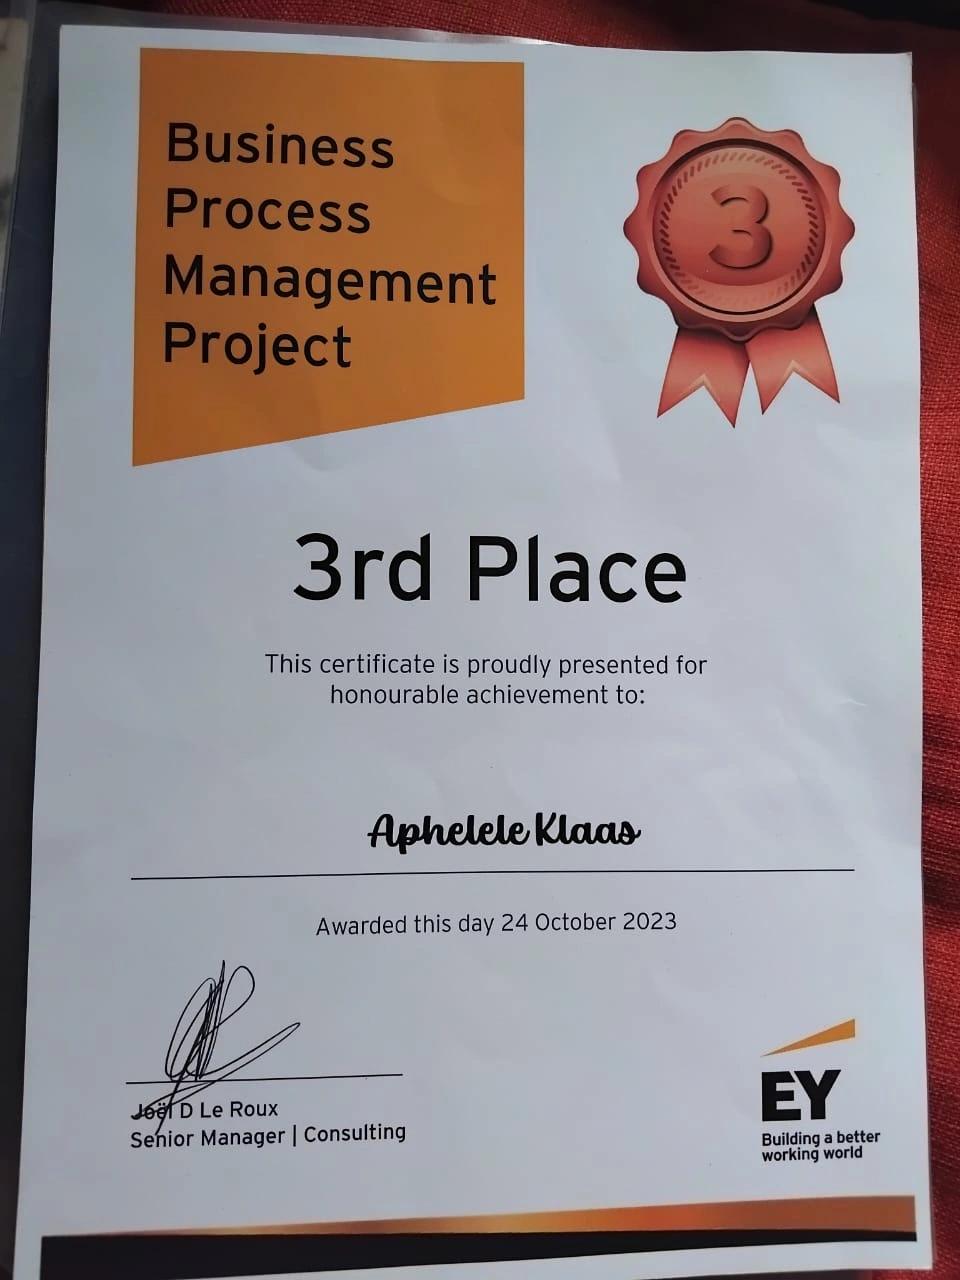 Business
Process
Management
Project
3
3rd Place
This certificate is proudly presented for
honourable achievement to:
Aphelele Klaas
Awarded this day 24 October 2023
Joël D Le Roux
Senior Manager | Consulting
EY
Building a better
working world